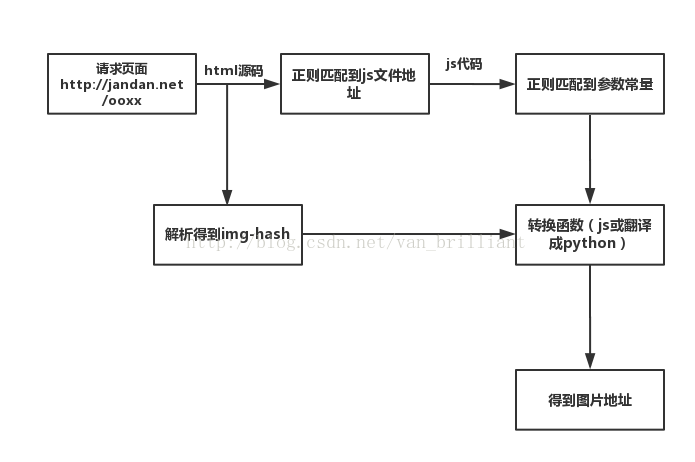 请求页面
http://jandan.net
/ooxx
html源码
正则匹配到js文件地
址
js代码
正则匹配到参数常量
解析得到img-hash
转换函数（js或翻译
成python）
http://blog.csdn.net/van_brilliant
得到图片地址